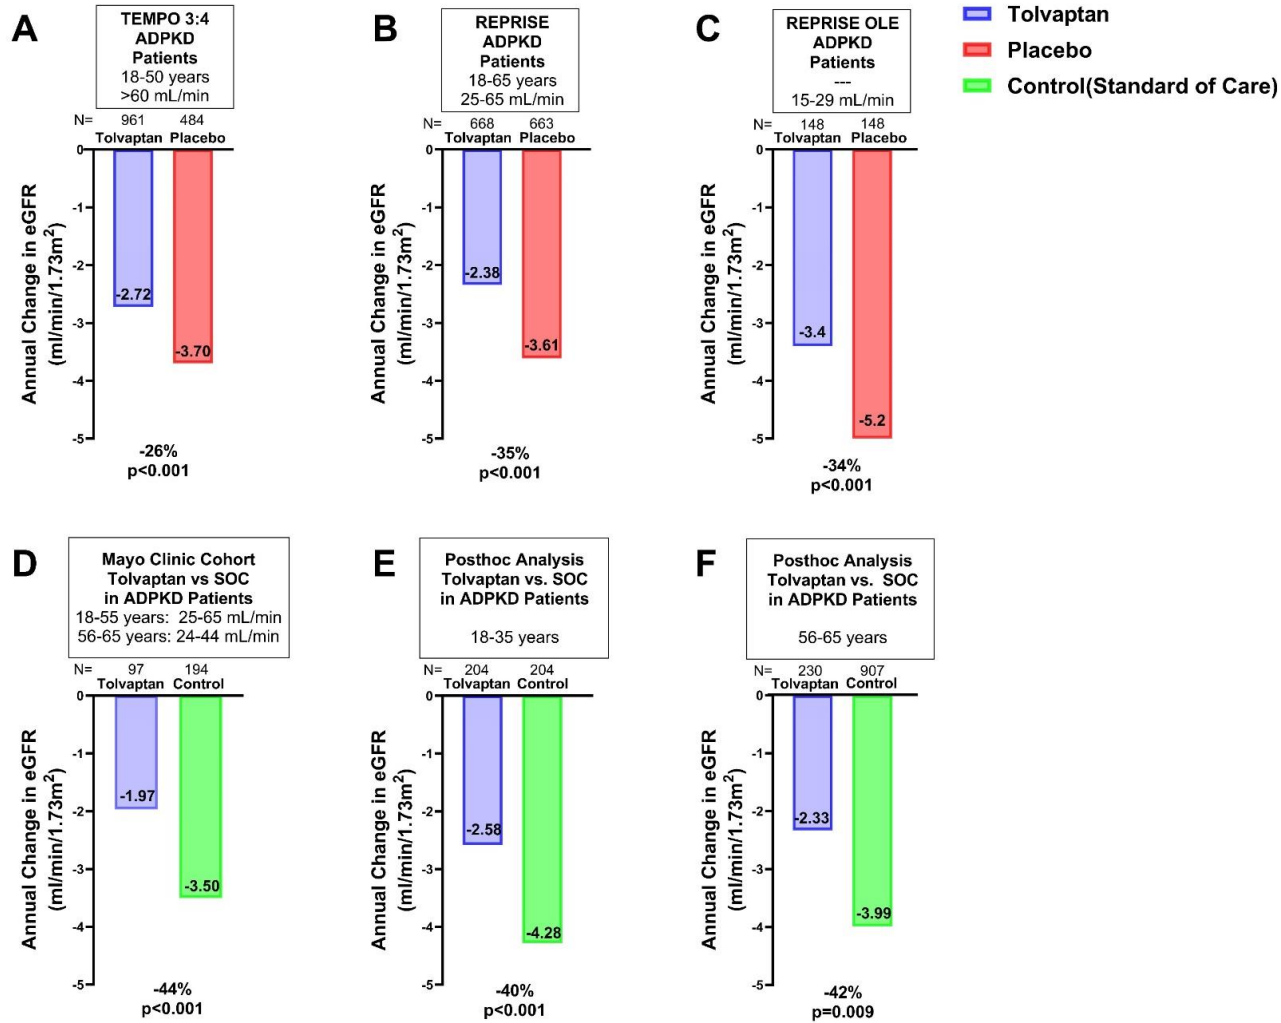 A
TEMPO 3:4
ADPKD
Patients
18-50 years
>60 mL/min
N= 961 484
Tolvaptan Placebo
0
-1
-2
-3
-4
-5
Annual Change in eGFR
(ml/min/1.73m²)
-2.72
-3.70
-26%
p<0.001
B
REPRISE
ADPKD
Patients
18-65 years
25-65 mL/min
N= 668 663
Tolvaptan Placebo
0
-1
-2
-3
-4
-5
Annual Change in eGFR
(ml/min/1.73m²)
-2.38
-3.61
-35%
p<0.001
C
REPRISE OLE
ADPKD
Patients
---
15-29 mL/min
N= 148 148
Tolvaptan Placebo
0
-1
-2
-3
-4
-5
Annual Change in eGFR
(ml/min/1.73m²)
-3.4
-5.2
-34%
p<0.001
Tolvaptan
Placebo
Control(Standard of Care)
D
Mayo Clinic Cohort
Tolvaptan vs SOC
in ADPKD Patients
18-55 years: 25-65 mL/min
56-65 years: 24-44 mL/min
N= 97 194
Tolvaptan Control
0
-1
-2
-3
-4
-5
Annual Change in eGFR
(ml/min/1.73m²)
-1.97
-3.50
-44%
p<0.001
E
Posthoc Analysis
Tolvaptan vs. SOC
in ADPKD Patients
18-35 years
N= 204 204
Tolvaptan Control
0
-1
-2
-3
-4
-5
Annual Change in eGFR
(ml/min/1.73m²)
-2.58
-4.28
-40%
p<0.001
F
Posthoc Analysis
Tolvaptan vs. SOC
in ADPKD Patients
56-65 years
N= 230 907
Tolvaptan Control
0
-1
-2
-3
-4
-5
Annual Change in eGFR
(ml/min/1.73m²)
-2.33
-3.99
-42%
p=0.009